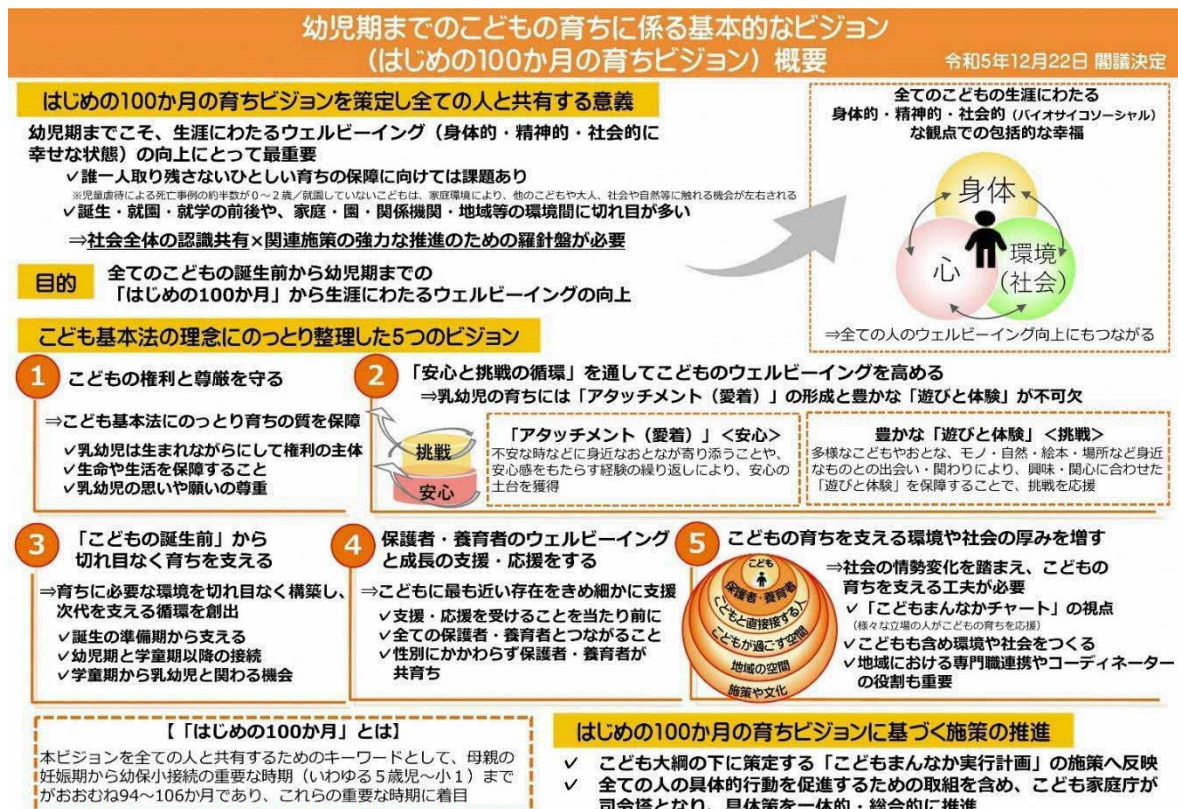 幼児期までのこどもの育ちに係る基本的なビジョン
（はじめの100か月の育ちビジョン）概要
令和5年12月22日 閣議決定
はじめの100か月の育ちビジョンを策定し全ての人と共有する意義
幼児期までこそ、生涯にわたるウェルビーイング（身体的・精神的・社会的に
幸せな状態）の向上にとって最重要
✓誰一人取り残さないひとしい育ちの保障に向けては課題あり
※児童虐待による死亡事例の約半数が０～２歳／就園していないこどもは、家庭環境により、他のこどもや大人、社会や自然等に触れる機会が左右される
✓誕生・就園・就学の前後や、家庭・園・関係機関・地域等の環境間に切れ目が多い
⇒社会全体の認識共有×関連施策の強力な推進のための羅針盤が必要
目的
全てのこどもの誕生前から幼児期までの
「はじめの100か月」から生涯にわたるウェルビーイングの向上
全てのこどもの生涯にわたる
身体的・精神的・社会的（バイオサイコソーシャル）
な観点での包括的な幸福
身体
心
環境
（社会）
⇒全ての人のウェルビーイング向上にもつながる
こども基本法の理念にのっとり整理した5つのビジョン
1
こどもの権利と尊厳を守る
⇒こども基本法にのっとり育ちの質を保障
✓乳幼児は生まれながらにして権利の主体
✓生命や生活を保障すること
✓乳幼児の思いや願いの尊重
2
「安心と挑戦の循環」を通してこどものウェルビーイングを高める
⇒乳幼児の育ちには「アタッチメント（愛着）」の形成と豊かな「遊びと体験」が不可欠
挑戦
安心
「アタッチメント（愛着）」＜安心＞
不安な時などに身近なおとなが寄り添うことや、
安心感をもたらす経験の繰り返しにより、安心の
土台を獲得
豊かな「遊びと体験」＜挑戦＞
多様なこどもやおとな、モノ・自然・絵本・場所など身近
なものとの出会い・関わりにより、興味・関心に合わせた
「遊びと体験」を保障することで、挑戦を応援
3
「こどもの誕生前」から
切れ目なく育ちを支える
⇒育ちに必要な環境を切れ目なく構築し、
次代を支える循環を創出
✓誕生の準備期から支える
✓幼児期と学童期以降の接続
✓学童期から乳幼児と関わる機会
4
保護者・養育者のウェルビーイング
と成長の支援・応援をする
⇒こどもに最も近い存在をきめ細かに支援
✓支援・応援を受けることを当たり前に
✓全ての保護者・養育者とつながること
✓性別にかかわらず保護者・養育者が
共育ち
5
こどもの育ちを支える環境や社会の厚みを増す
こども
保護者・養育者
こどもと直接接する人
こどもが過ごす空間
地域の空間
施策や文化
⇒社会の情勢変化を踏まえ、こどもの
育ちを支える工夫が必要
✓「こどもまんなかチャート」の視点
（様々な立場の人がこどもの育ちを応援）
✓こどもも含め環境や社会をつくる
✓地域における専門職連携やコーディネーター
の役割も重要
【「はじめの100か月」とは】
本ビジョンを全ての人と共有するためのキーワードとして、母親の
妊娠期から幼保小接続の重要な時期（いわゆる５歳児～小１）まで
がおおむね94～106か月であり、これらの重要な時期に着目
はじめの100か月の育ちビジョンに基づく施策の推進
✓ こども大綱の下に策定する「こどもまんなか実行計画」の施策へ反映
✓ 全ての人の具体的行動を促進するための取組を含め、こども家庭庁が
司令塔となり、具体策を一体的・総合的に推進